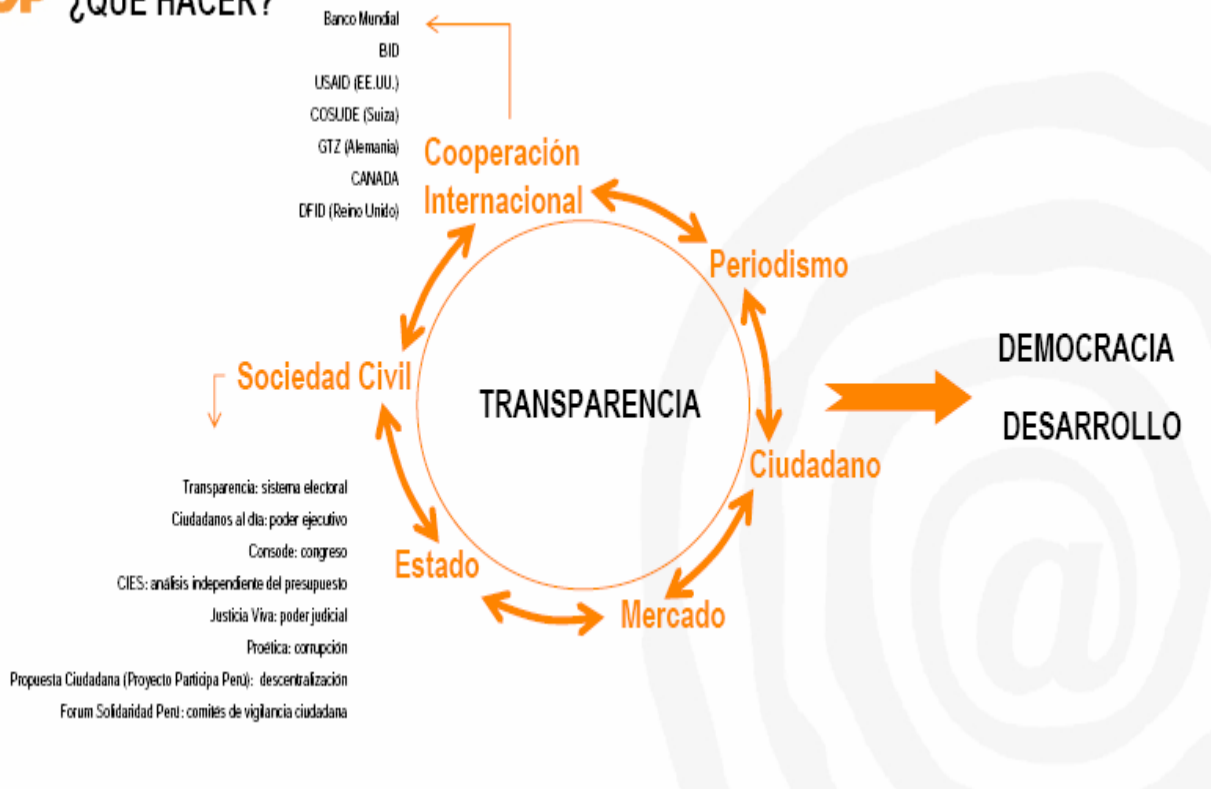 ¿QUÉ HACER?
Banco Mundial
BID
USAID (EE.UU.)
COSUDE (Suiza)
GTZ (Alemania)
CANADA
DFID (Reino Unido)
Cooperación
Internacional
Periodismo
Sociedad Civil
TRANSPARENCIA
DEMOCRACIA
DESARROLLO
Ciudadano
Estado
Mercado
Transparencia: sistema electoral
Ciudadanos al día: poder ejecutivo
Consode: congreso
CIES: análisis independiente del presupuesto
Justicia Viva: poder judicial
Proética: corrupción
Propuesta Ciudadana (Proyecto Participa Perú): descentralización
Forum Solidaridad Perú: comités de vigilancia ciudadana
@